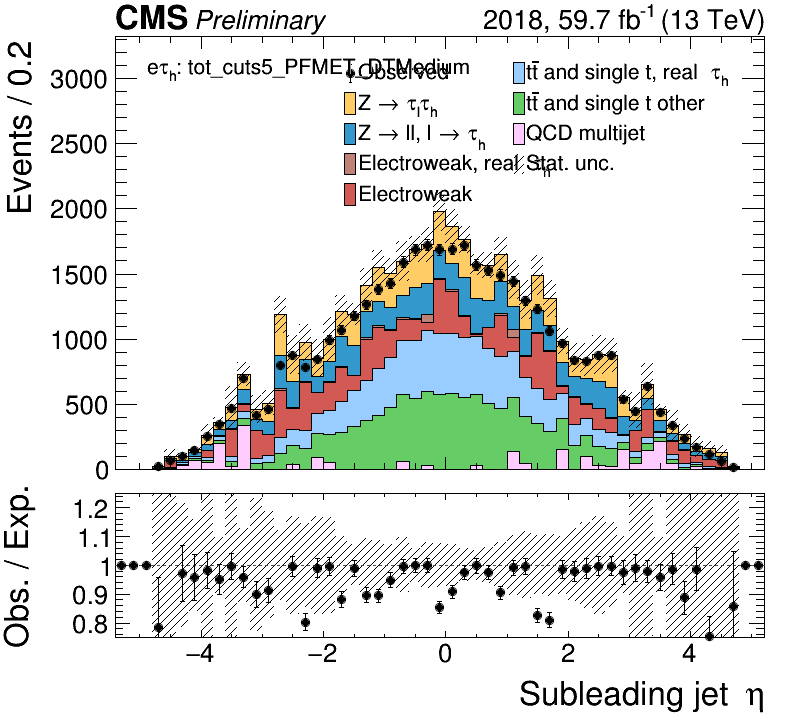 CMS Preliminary 2018, 59.7 fb⁻¹ (13 TeV)
eτh: tot_cuts5_PFMET_DTMedium
Observed
Z → τlτh
Z → ll, l → τh
Electroweak, real τh
Electroweak
tt̄ and single t, real τh
tt̄ and single t other
QCD multijet
Stat. unc.
Events / 0.2
3000
2500
2000
1500
1000
500
0
Obs. / Exp.
1.2
1.1
1
0.9
0.8
−4 −2 0 2 4
Subleading jet η